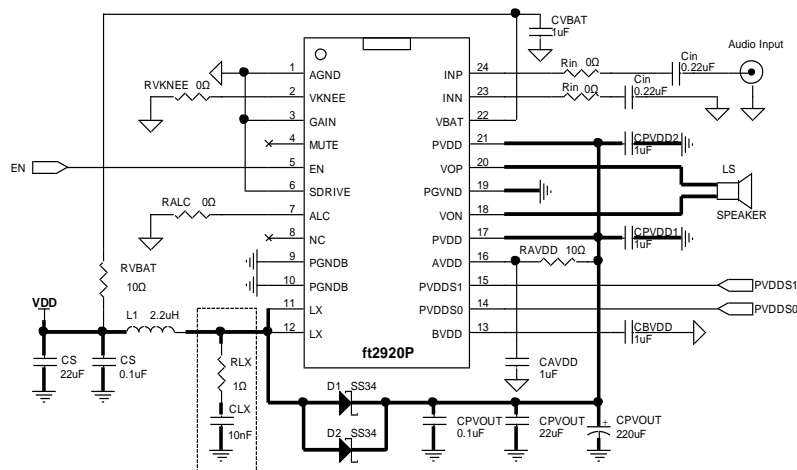 CVBAT
1uF
Audio Input
1 AGND INP 24 Rin 0Ω Cin 0.22uF
RVKNEE 0Ω 2 VKNEE INN 23 Rin 0Ω Cin 0.22uF
3 GAIN VBAT 22
4 MUTE PVDD 21 CPVDD2 1uF
EN 5 EN VOP 20 LS
6 SDRIVE PGVND 19
SPEAKER
RALC 0Ω 7 ALC VON 18
8 NC PVDD 17 CPVDD1 1uF
9 PGNDB AVDD 16 RAVDD 10Ω
10 PGNDB PVDDS1 15 PVDDS1
RVBAT
10Ω
11 LX PVDDS0 14 PVDDS0
12 LX BVDD 13 CBVDD 1uF
VDD
L1 2.2uH
ft2920P
CS
22uF
CS
0.1uF
RLX
1Ω
CLX
10nF
CAVDD
1uF
D1 SS34
D2 SS34
CPVOUT
0.1uF
CPVOUT
22uF
+
CPVOUT
220uF